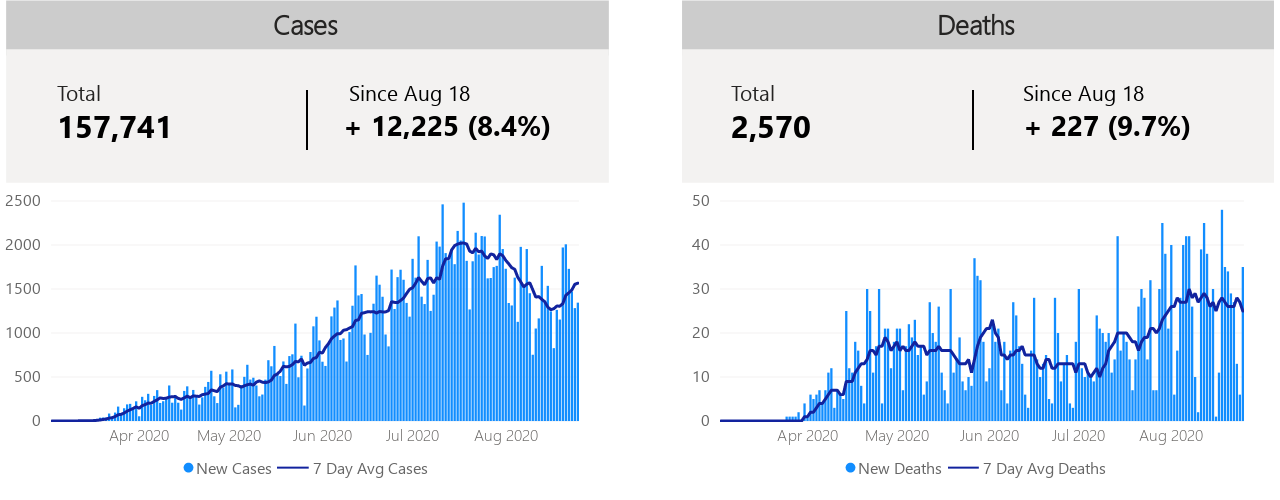 Cases
Total
157,741
Since Aug 18
+ 12,225 (8.4%)
2500
2000
1500
1000
500
0
Apr 2020 May 2020 Jun 2020 Jul 2020 Aug 2020
New Cases 7 Day Avg Cases
Deaths
Total
2,570
Since Aug 18
+ 227 (9.7%)
50
40
30
20
10
0
Apr 2020 May 2020 Jun 2020 Jul 2020 Aug 2020
New Deaths 7 Day Avg Deaths